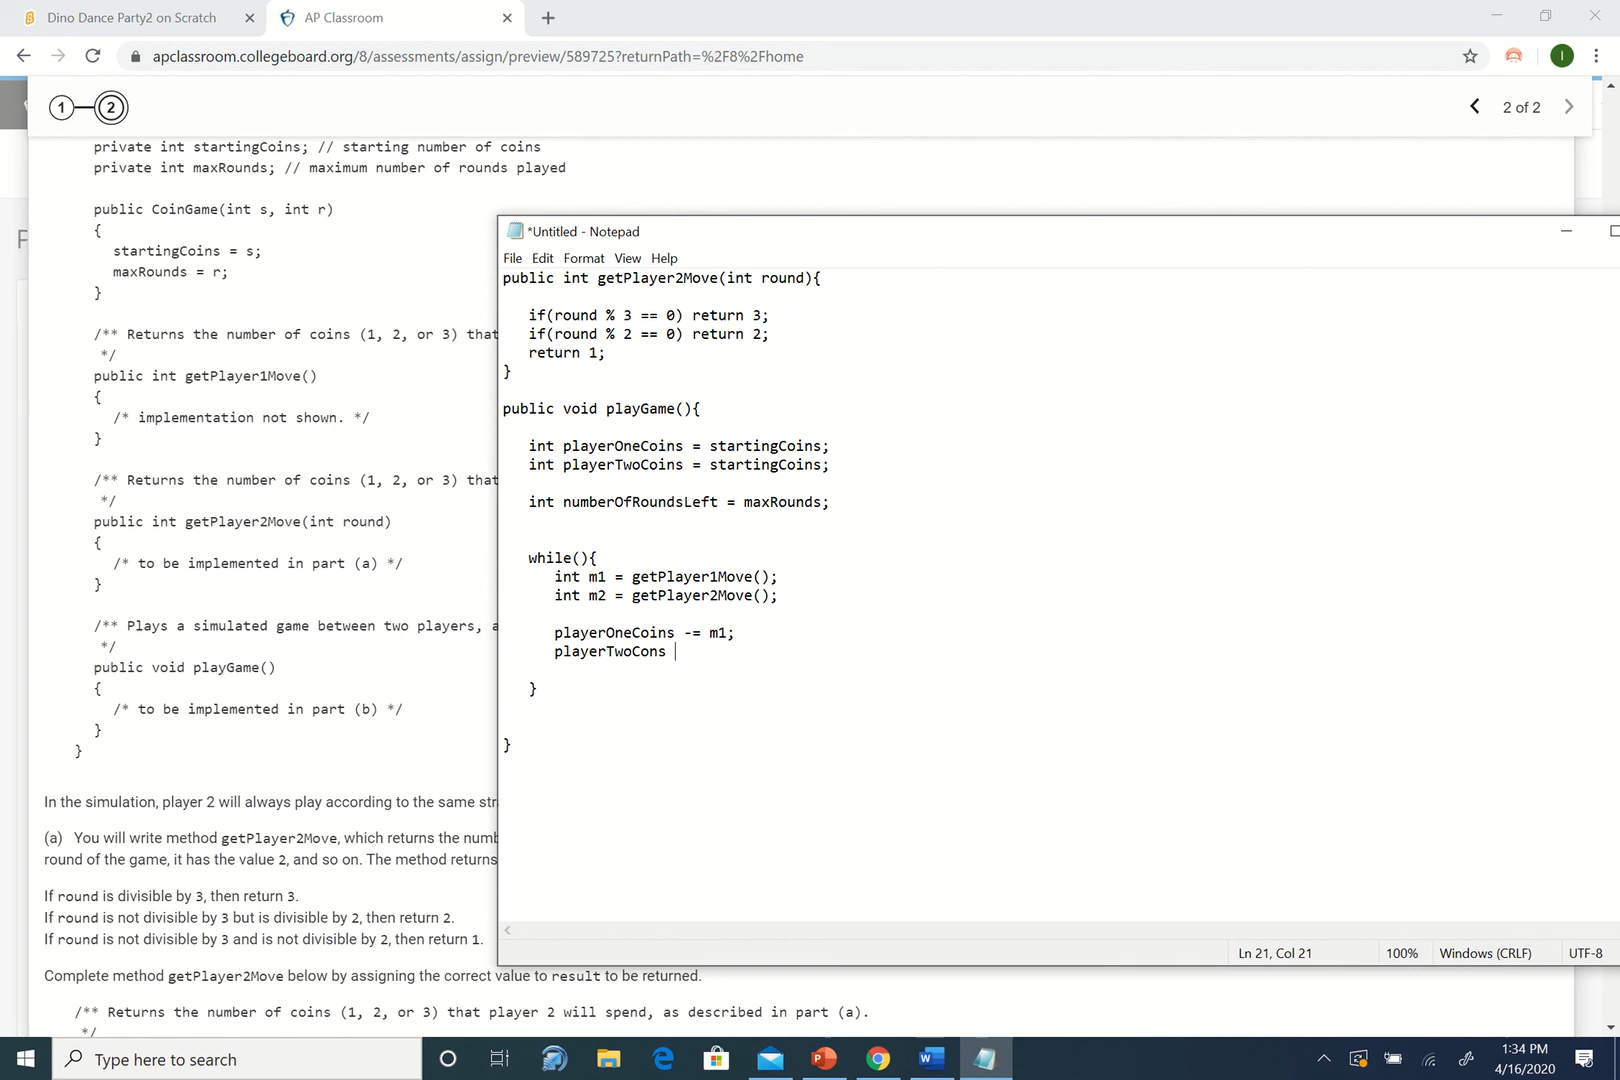 Dino Dance Party2 on Scratch
AP Classroom
apclassroom.collegeboard.org/8/assessments/assign/preview/589725?returnPath=%2F8%2Fhome
I
1
2
2 of 2
private int startingCoins; // starting number of coins
private int maxRounds; // maximum number of rounds played
public CoinGame(int s, int r)
{
startingCoins = s;
maxRounds = r;
}
/** Returns the number of coins (1, 2, or 3) that
*/
public int getPlayer1Move()
{
/* implementation not shown. */
}
/** Returns the number of coins (1, 2, or 3) that
*/
public int getPlayer2Move(int round)
{
/* to be implemented in part (a) */
}
/** Plays a simulated game between two players, a
*/
public void playGame()
{
/* to be implemented in part (b) */
}
}
In the simulation, player 2 will always play according to the same str
(a) You will write method getPlayer2Move, which returns the numb
round of the game, it has the value 2, and so on. The method returns
If round is divisible by 3, then return 3.
If round is not divisible by 3 but is divisible by 2, then return 2.
If round is not divisible by 3 and is not divisible by 2, then return 1.
Complete method getPlayer2Move below by assigning the correct value to result to be returned.
/** Returns the number of coins (1, 2, or 3) that player 2 will spend, as described in part (a).
*/
*Untitled - Notepad
File Edit Format View Help
public int getPlayer2Move(int round){
if(round % 3 == 0) return 3;
if(round % 2 == 0) return 2;
return 1;
}
public void playGame(){
int playerOneCoins = startingCoins;
int playerTwoCoins = startingCoins;
int numberOfRoundsLeft = maxRounds;
while(){
int m1 = getPlayer1Move();
int m2 = getPlayer2Move();
playerOneCoins -= m1;
playerTwoCons
}
}
Ln 21, Col 21 100% Windows (CRLF) UTF-8
Type here to search
1:34 PM
4/16/2020